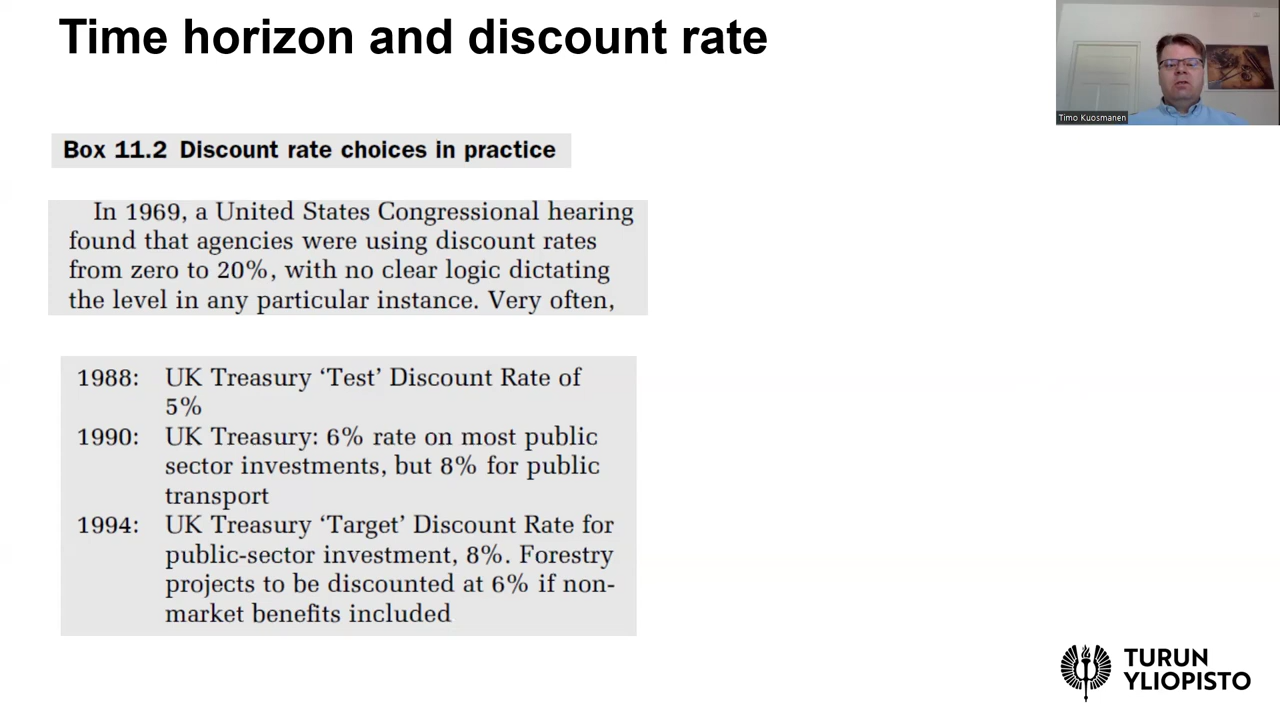 Time horizon and discount rate
Timo Kuosmanen
Box 11.2 Discount rate choices in practice
In 1969, a United States Congressional hearing
found that agencies were using discount rates
from zero to 20%, with no clear logic dictating
the level in any particular instance. Very often,
1988: UK Treasury ‘Test’ Discount Rate of
5%
1990: UK Treasury: 6% rate on most public
sector investments, but 8% for public
transport
1994: UK Treasury ‘Target’ Discount Rate for
public-sector investment, 8%. Forestry
projects to be discounted at 6% if non-
market benefits included
TURUN
YLIOPISTO